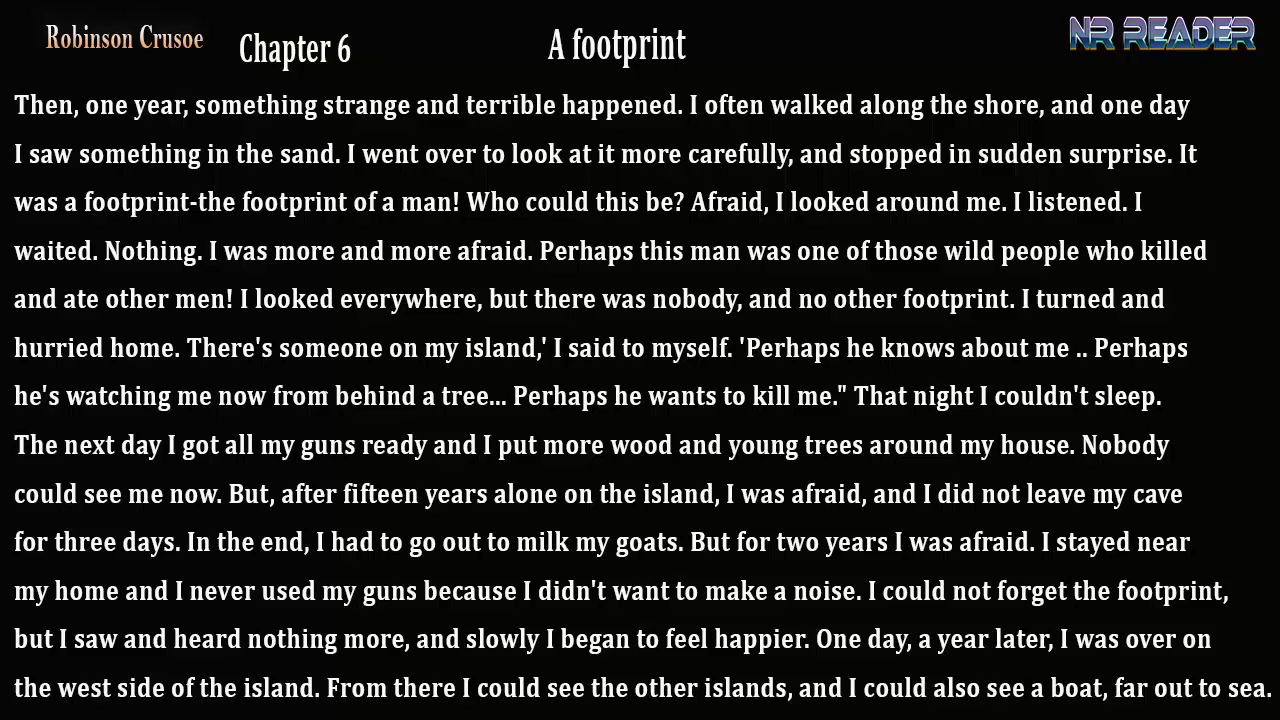 Robinson Crusoe
Chapter 6
A footprint
NR READER
Then, one year, something strange and terrible happened. I often walked along the shore, and one day
I saw something in the sand. I went over to look at it more carefully, and stopped in sudden surprise. It
was a footprint-the footprint of a man! Who could this be? Afraid, I looked around me. I listened. I
waited. Nothing. I was more and more afraid. Perhaps this man was one of those wild people who killed
and ate other men! I looked everywhere, but there was nobody, and no other footprint. I turned and
hurried home. There's someone on my island,' I said to myself. 'Perhaps he knows about me .. Perhaps
he's watching me now from behind a tree... Perhaps he wants to kill me." That night I couldn't sleep.
The next day I got all my guns ready and I put more wood and young trees around my house. Nobody
could see me now. But, after fifteen years alone on the island, I was afraid, and I did not leave my cave
for three days. In the end, I had to go out to milk my goats. But for two years I was afraid. I stayed near
my home and I never used my guns because I didn't want to make a noise. I could not forget the footprint,
but I saw and heard nothing more, and slowly I began to feel happier. One day, a year later, I was over on
the west side of the island. From there I could see the other islands, and I could also see a boat, far out to sea.